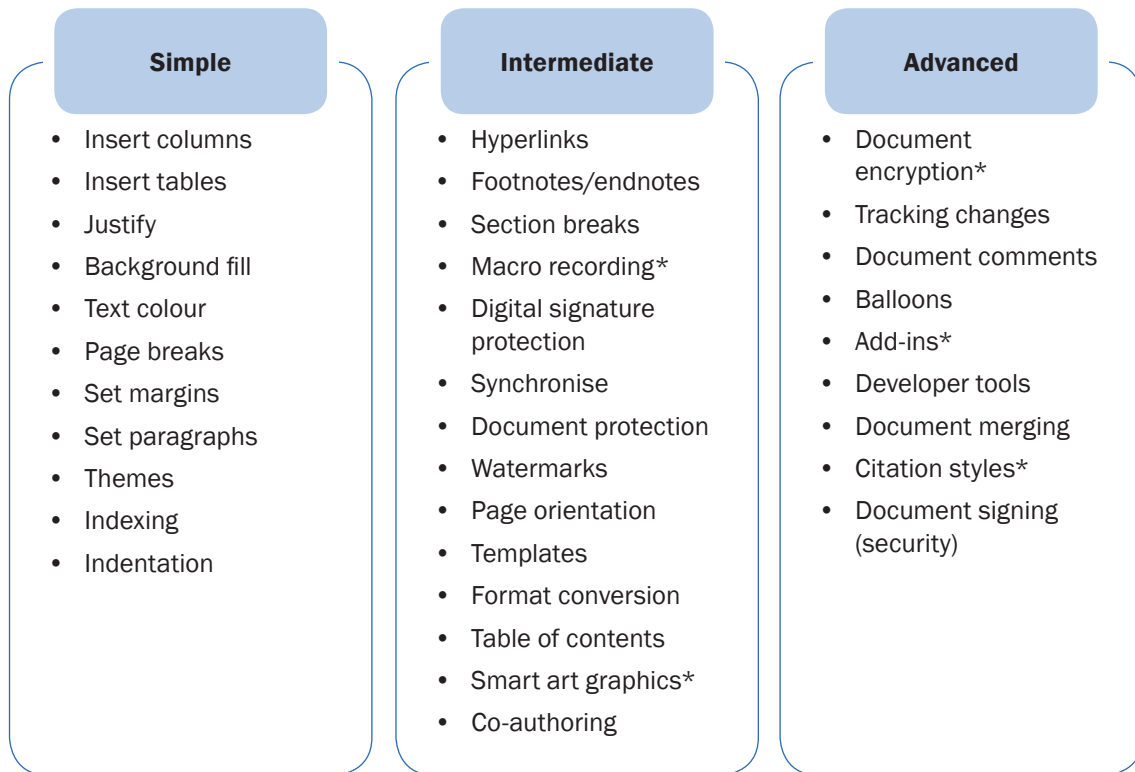 Simple
• Insert columns
• Insert tables
• Justify
• Background fill
• Text colour
• Page breaks
• Set margins
• Set paragraphs
• Themes
• Indexing
• Indentation
Intermediate
• Hyperlinks
• Footnotes/endnotes
• Section breaks
• Macro recording*
• Digital signature
protection
• Synchronise
• Document protection
• Watermarks
• Page orientation
• Templates
• Format conversion
• Table of contents
• Smart art graphics*
• Co-authoring
Advanced
• Document
encryption*
• Tracking changes
• Document comments
• Balloons
• Add-ins*
• Developer tools
• Document merging
• Citation styles*
• Document signing
(security)